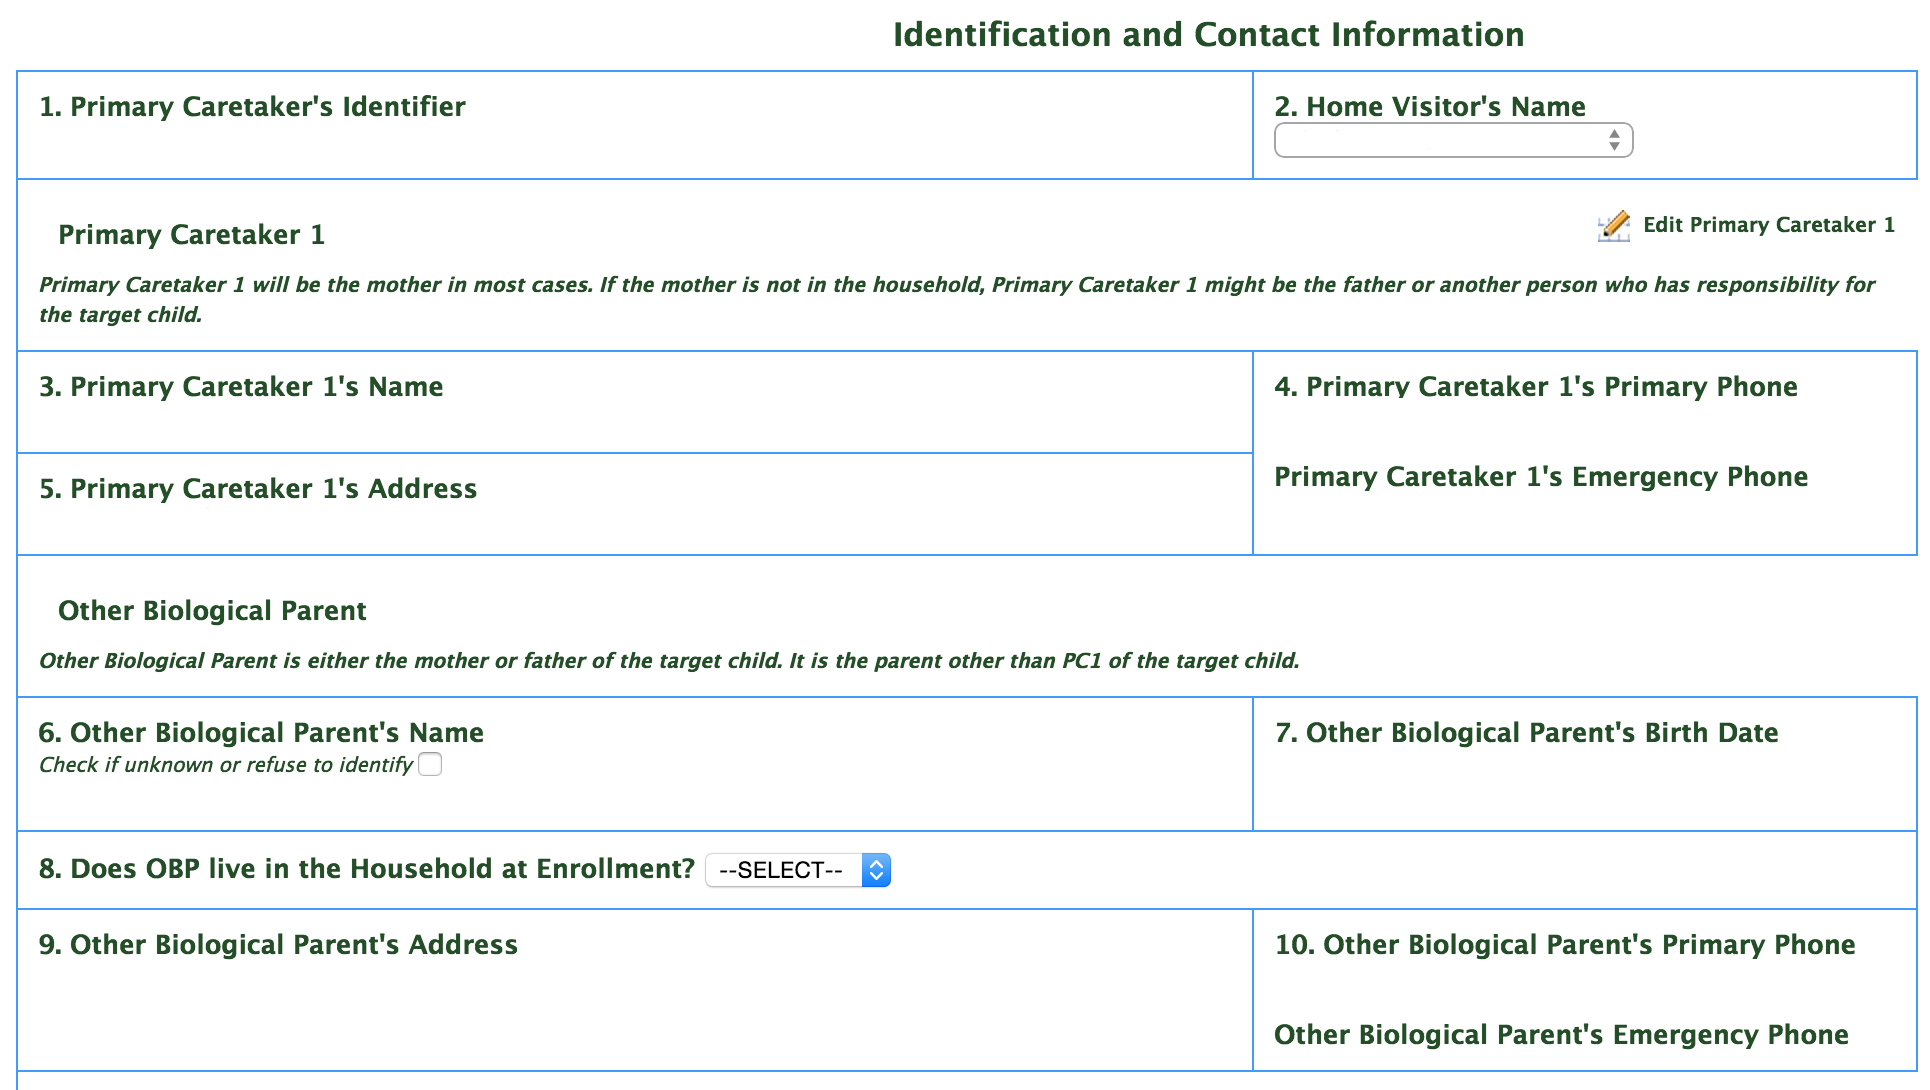 Identification and Contact Information
1. Primary Caretaker's Identifier
2. Home Visitor's Name
Primary Caretaker 1
Edit Primary Caretaker 1
Primary Caretaker 1 will be the mother in most cases. If the mother is not in the household, Primary Caretaker 1 might be the father or another person who has responsibility for
the target child.
3. Primary Caretaker 1's Name
4. Primary Caretaker 1's Primary Phone
Primary Caretaker 1's Emergency Phone
5. Primary Caretaker 1's Address
Other Biological Parent
Other Biological Parent is either the mother or father of the target child. It is the parent other than PC1 of the target child.
6. Other Biological Parent's Name
Check if unknown or refuse to identify
7. Other Biological Parent's Birth Date
8. Does OBP live in the Household at Enrollment? --SELECT--
9. Other Biological Parent's Address
10. Other Biological Parent's Primary Phone
Other Biological Parent's Emergency Phone